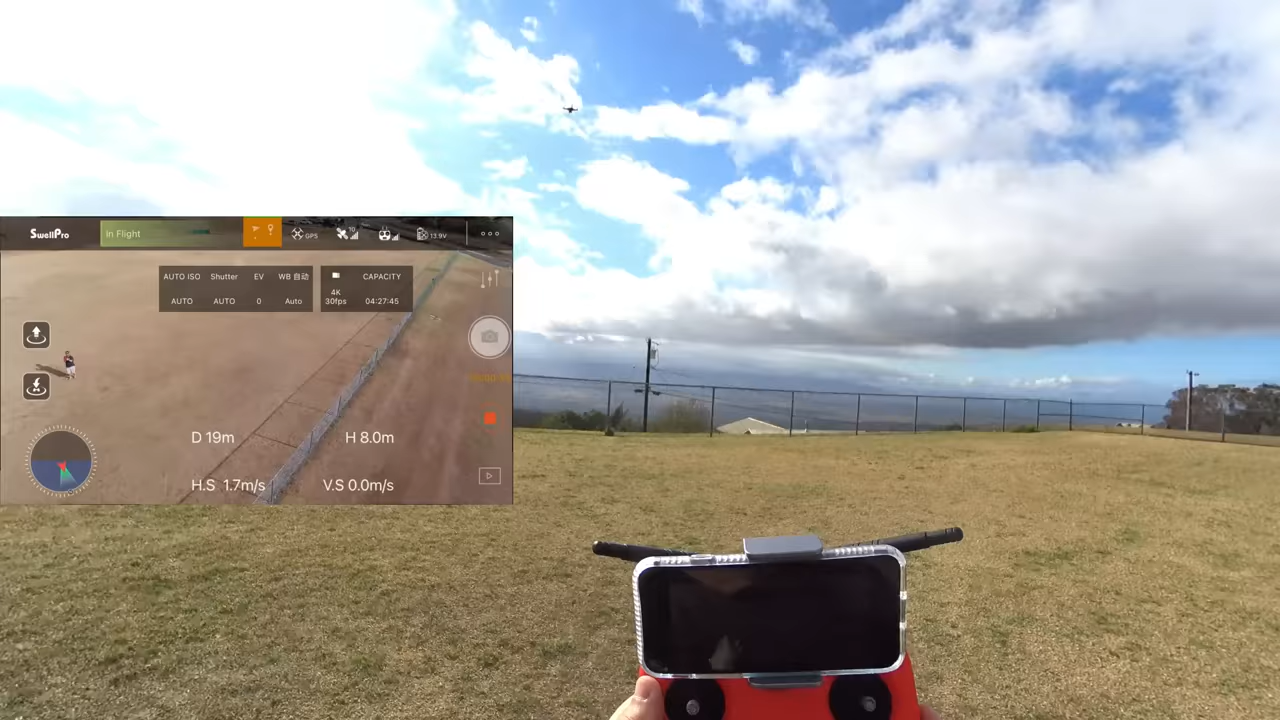 SwellPro In Flight GPS 10 13.9V
AUTO ISO Shutter EV WB 自动 CAPACITY
4K
AUTO AUTO 0 Auto 30fps 04:27:45
D 19m H 8.0m
H.S 1.7m/s V.S 0.0m/s